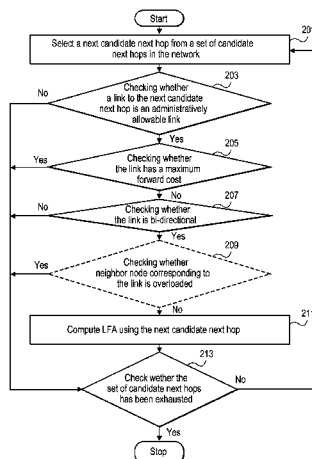 Start
201
Select a next candidate next hop from a set of candidate
next hops in the network
203
No
Checking whether
a link to the next candidate
next hop is an administratively
allowable link
Yes
205
Yes
Checking whether
the link has a maximum
forward cost
No
207
No
Checking whether
the link is bi-directional
Yes
209
Yes
Checking whether
neighbor node corresponding to
the link is overloaded
No
211
Compute LFA using the next candidate next hop
213
Check wether the
set of candidate next hops
has been exhausted
No
Yes
Stop